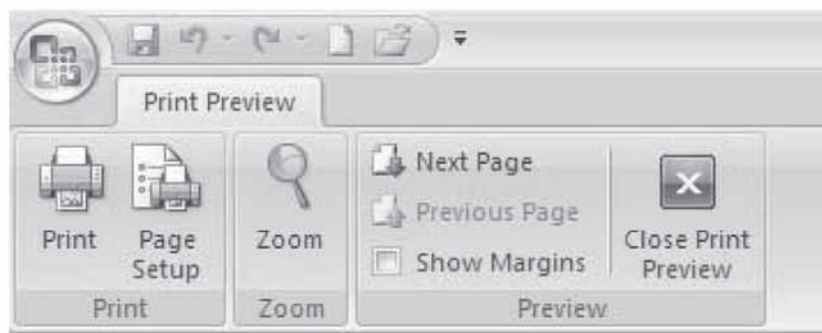 Print Preview
Print
Page
Setup
Print
Zoom
Zoom
Next Page
Previous Page
Show Margins
Close Print
Preview
Preview